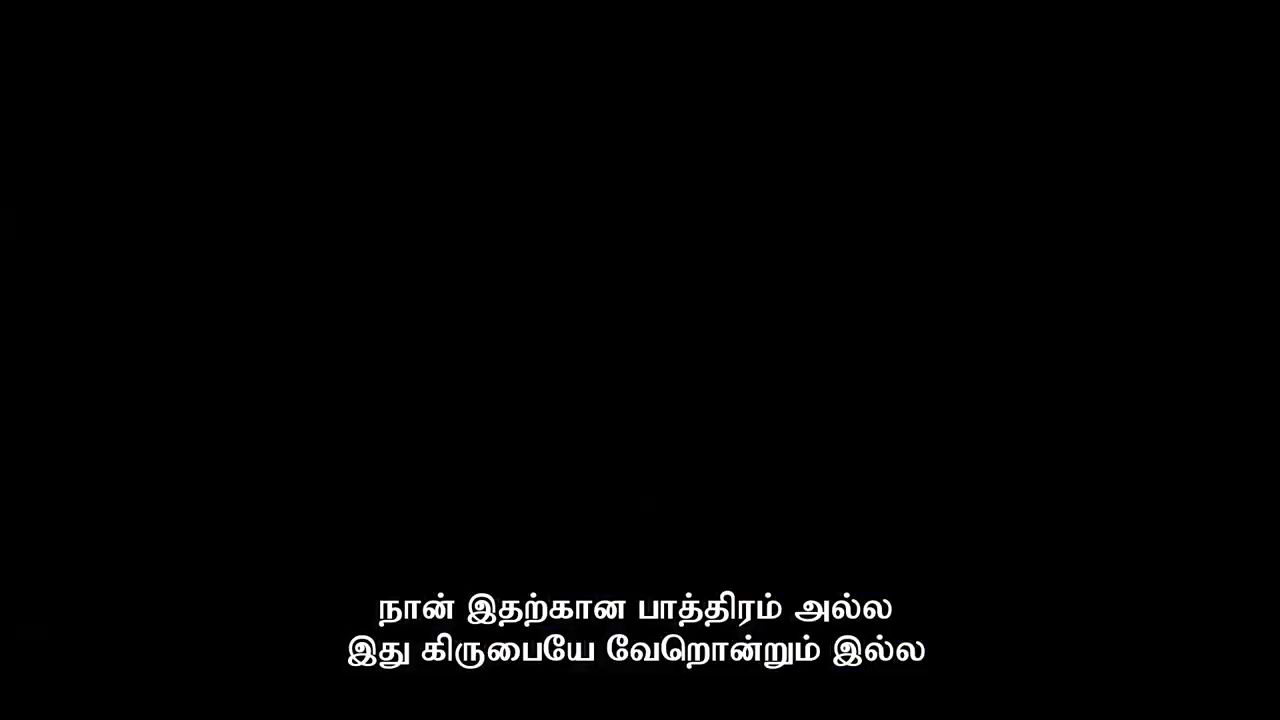 நான் இதற்கான பாத்திரம் அல்ல
இது கிருபையே வேறொன்றும் இல்ல